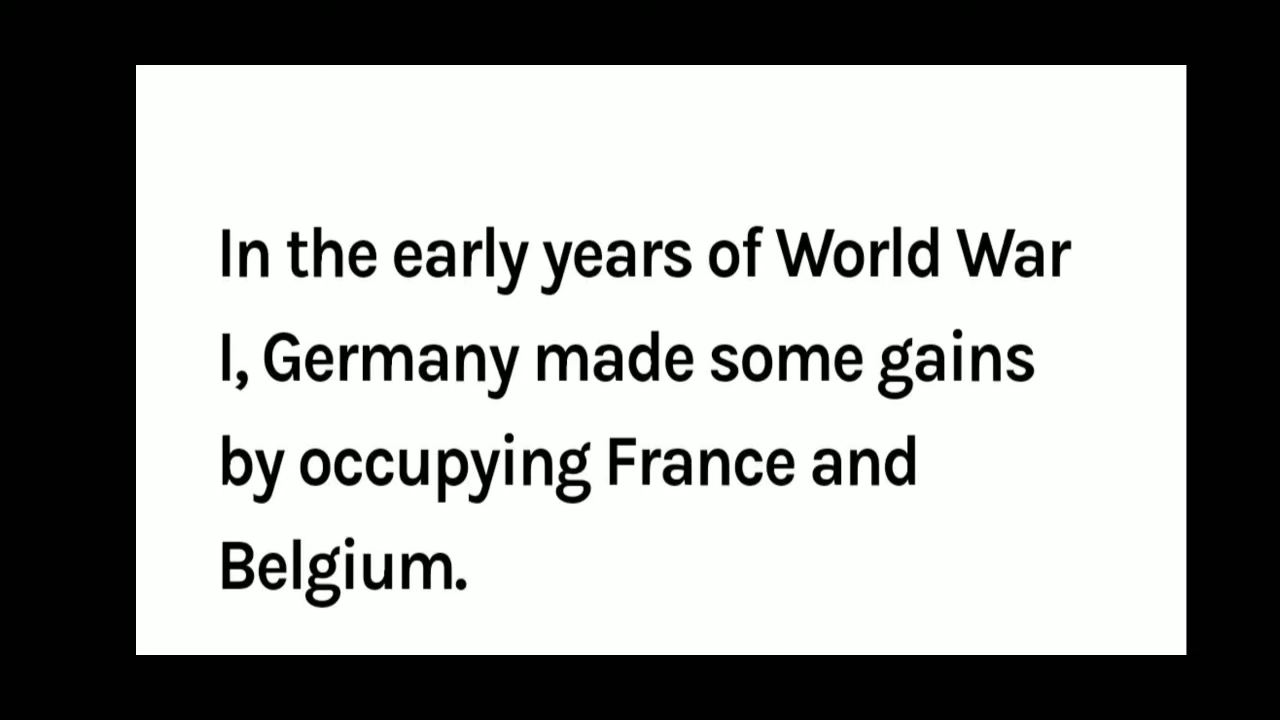 In the early years of World War
I, Germany made some gains
by occupying France and
Belgium.